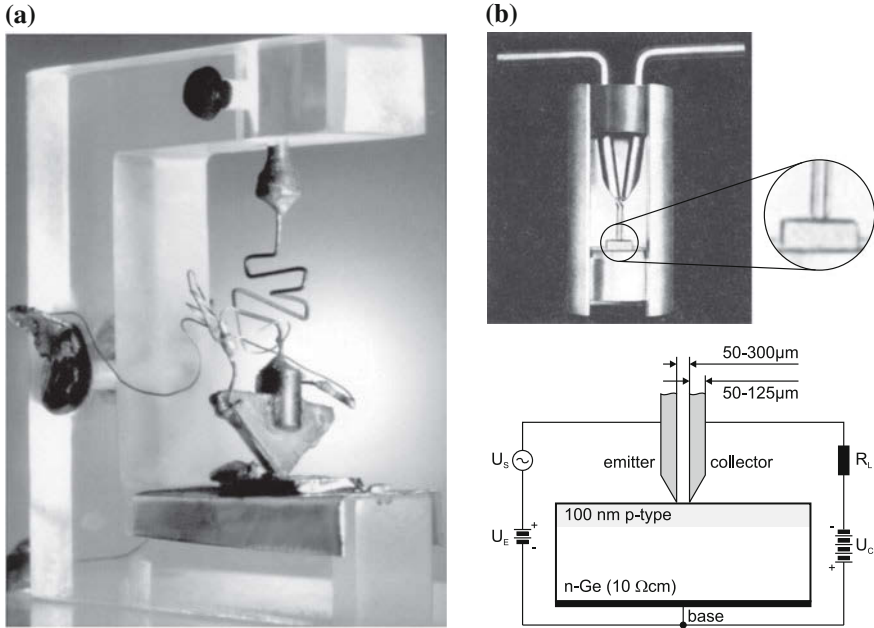 (a)
(b)
50-300µm
50-125µm
U_S
emitter
collector
R_L
100 nm p-type
U_E
+
-
-
U_C
+
n-Ge (10 Ωcm)
base